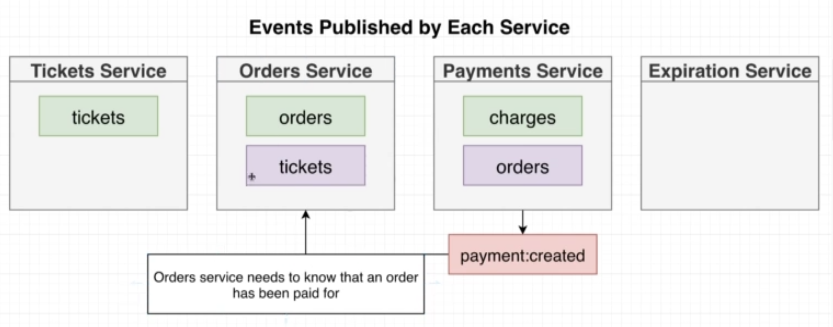 Events Published by Each Service
Tickets Service
tickets
Orders Service
orders
tickets
Payments Service
charges
orders
Expiration Service
payment:created
Orders service needs to know that an order
has been paid for